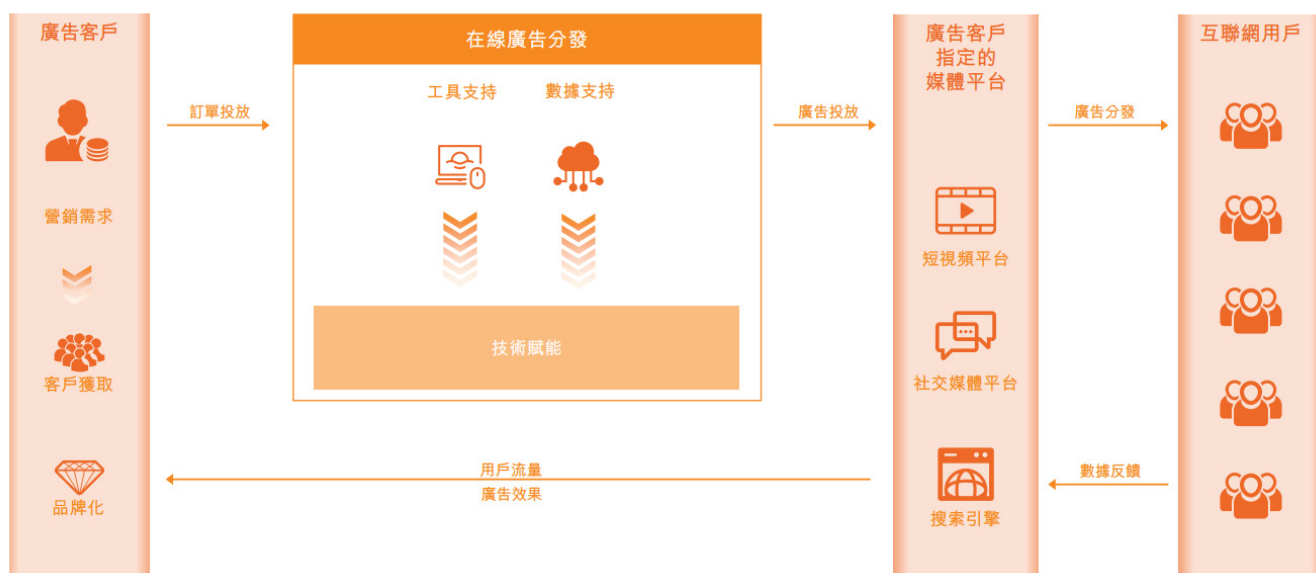 廣告客戶
營銷需求
客戶獲取
品牌化
訂單投放
在線廣告分發
工具支持
數據支持
技術賦能
廣告投放
用戶流量
廣告效果
廣告客戶
指定的
媒體平台
短視頻平台
社交媒體平台
搜索引擎
廣告分發
數據反饋
互聯網用戶